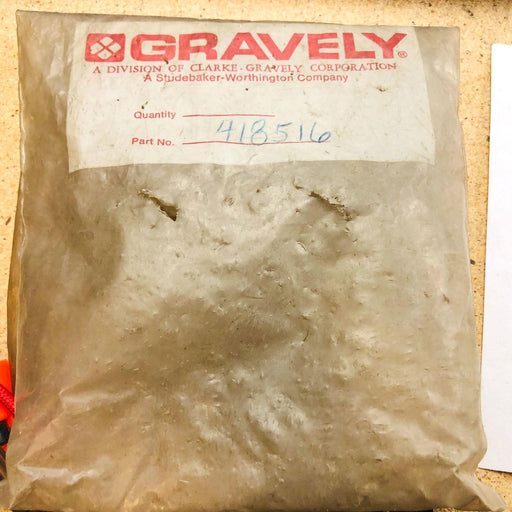 GRAVELY®
A DIVISION OF CLARKE-GRAVELY CORPORATION
A Studebaker-Worthington Company
Quantity
Part No. 418516